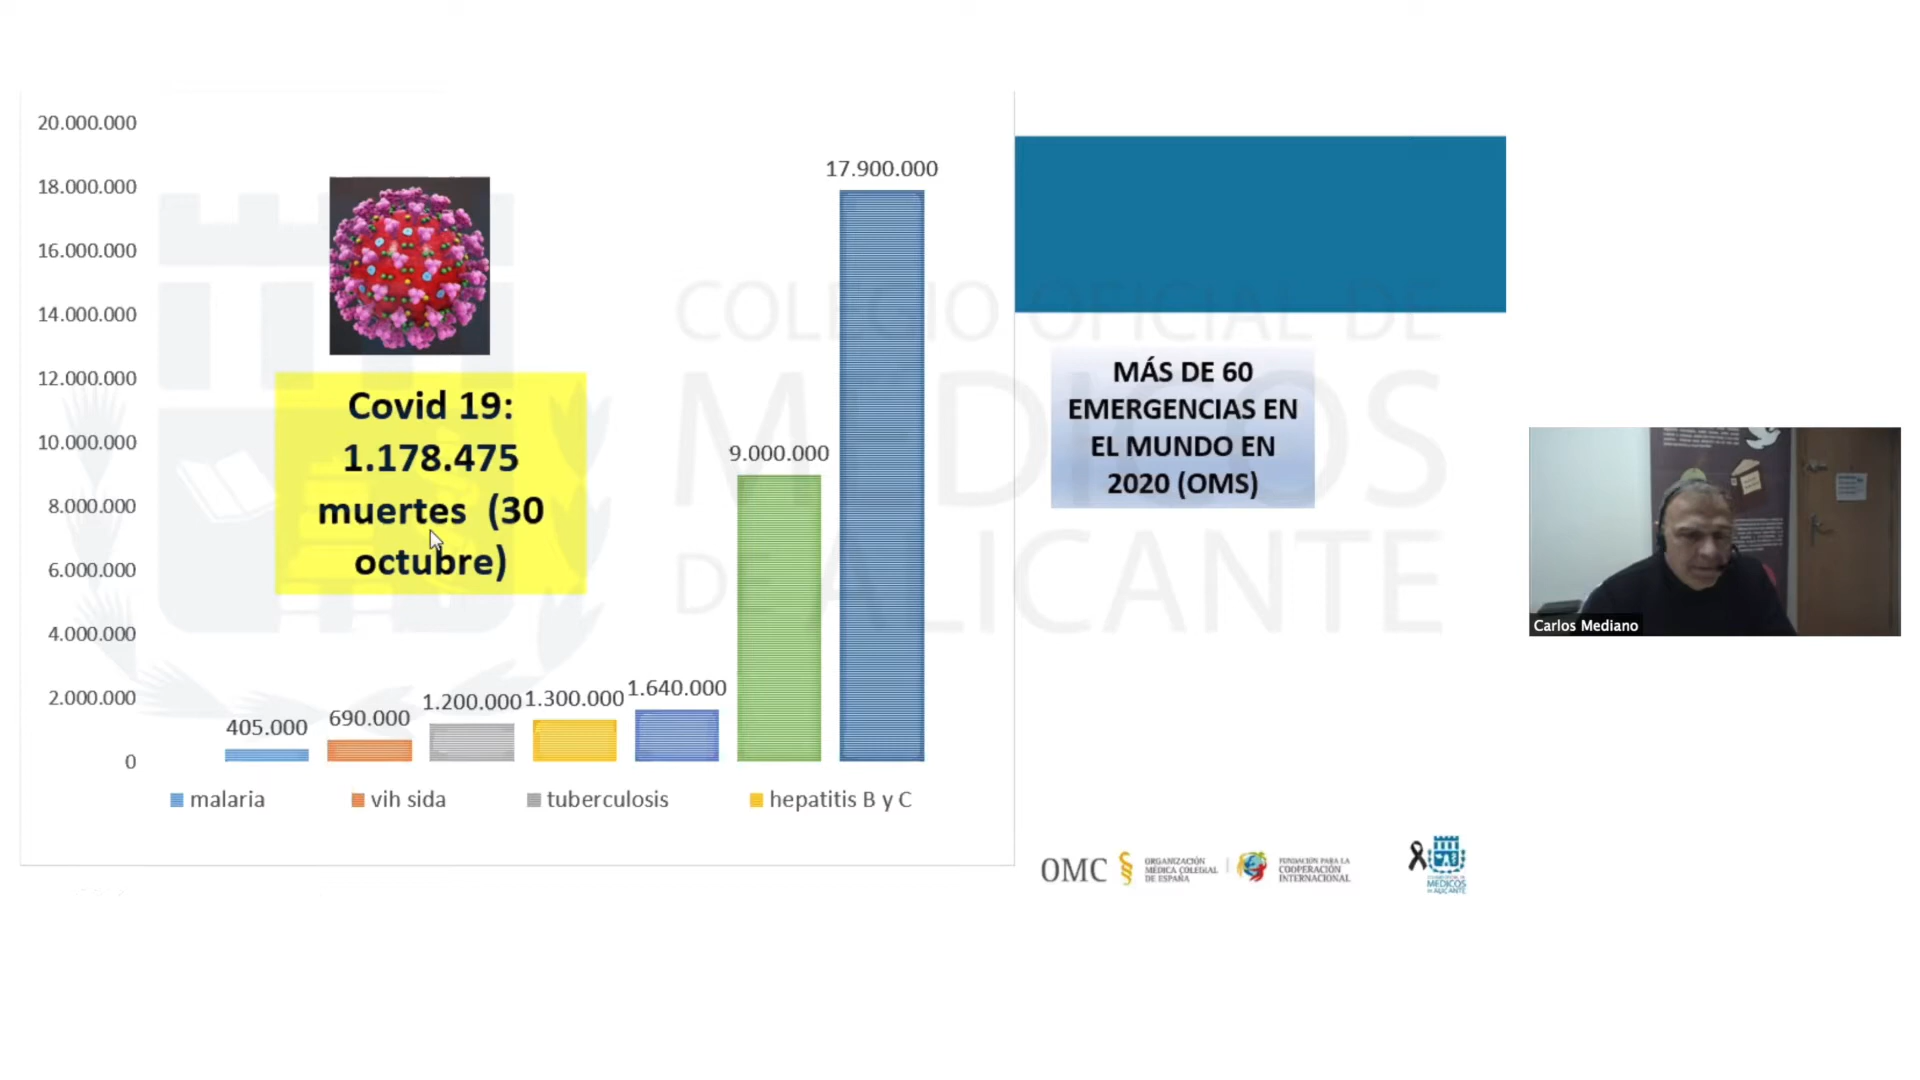 20.000.000
18.000.000
16.000.000
14.000.000
12.000.000
10.000.000
8.000.000
6.000.000
4.000.000
2.000.000
0
405.000
690.000
1.200.000
1.300.000
1.640.000
9.000.000
17.900.000
malaria
vih sida
tuberculosis
hepatitis B y C
Covid 19:
1.178.475
muertes (30
octubre)
COLEGIO OFICIAL DE
MÉDICOS
DE ALICANTE
MÁS DE 60
EMERGENCIAS EN
EL MUNDO EN
2020 (OMS)
Carlos Mediano
OMC
ORGANIZACIÓN
MÉDICA COLEGIAL
DE ESPAÑA
FUNDACIÓN PARA LA
COOPERACIÓN
INTERNACIONAL
MEDICOS
DE ALICANTE